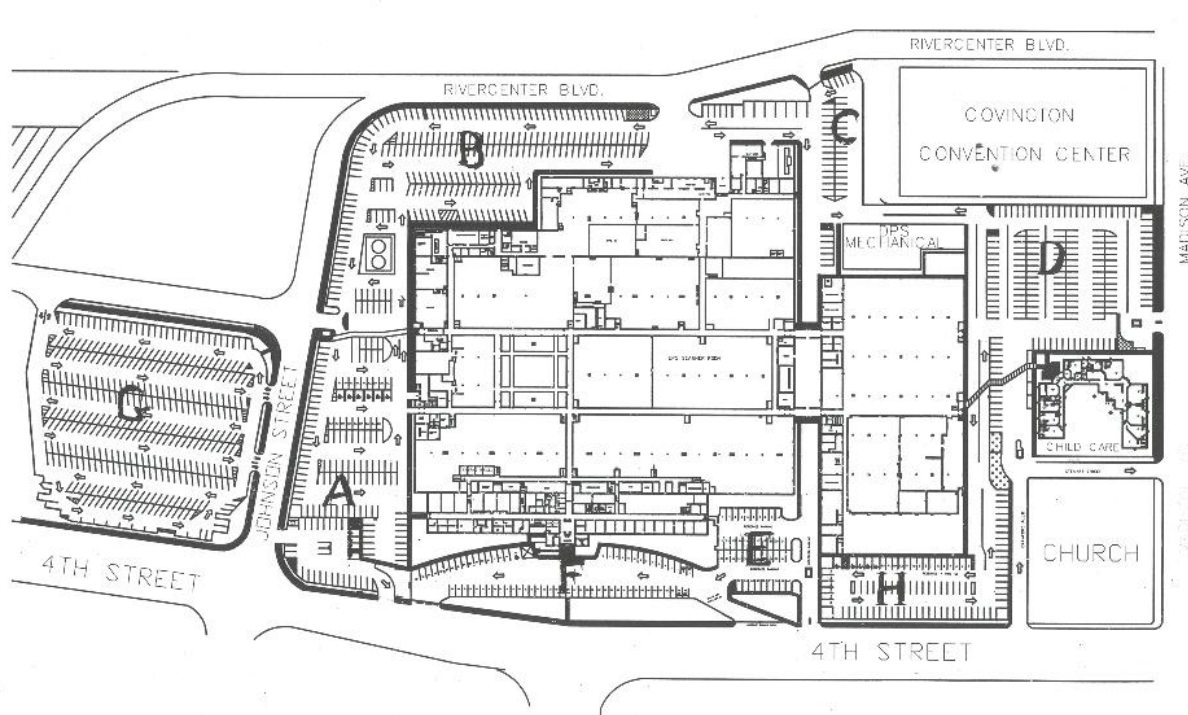 RIVERCENTER BLVD.
RIVERCENTER BLVD.
COVINGTON
CONVENTION CENTER
MADISON AVE
B
C
DPS
MECHANICAL
D
G
JOHNSION STREET
A
E
H
CHILD CARE
CHURCH
4TH STREET
4TH STREET